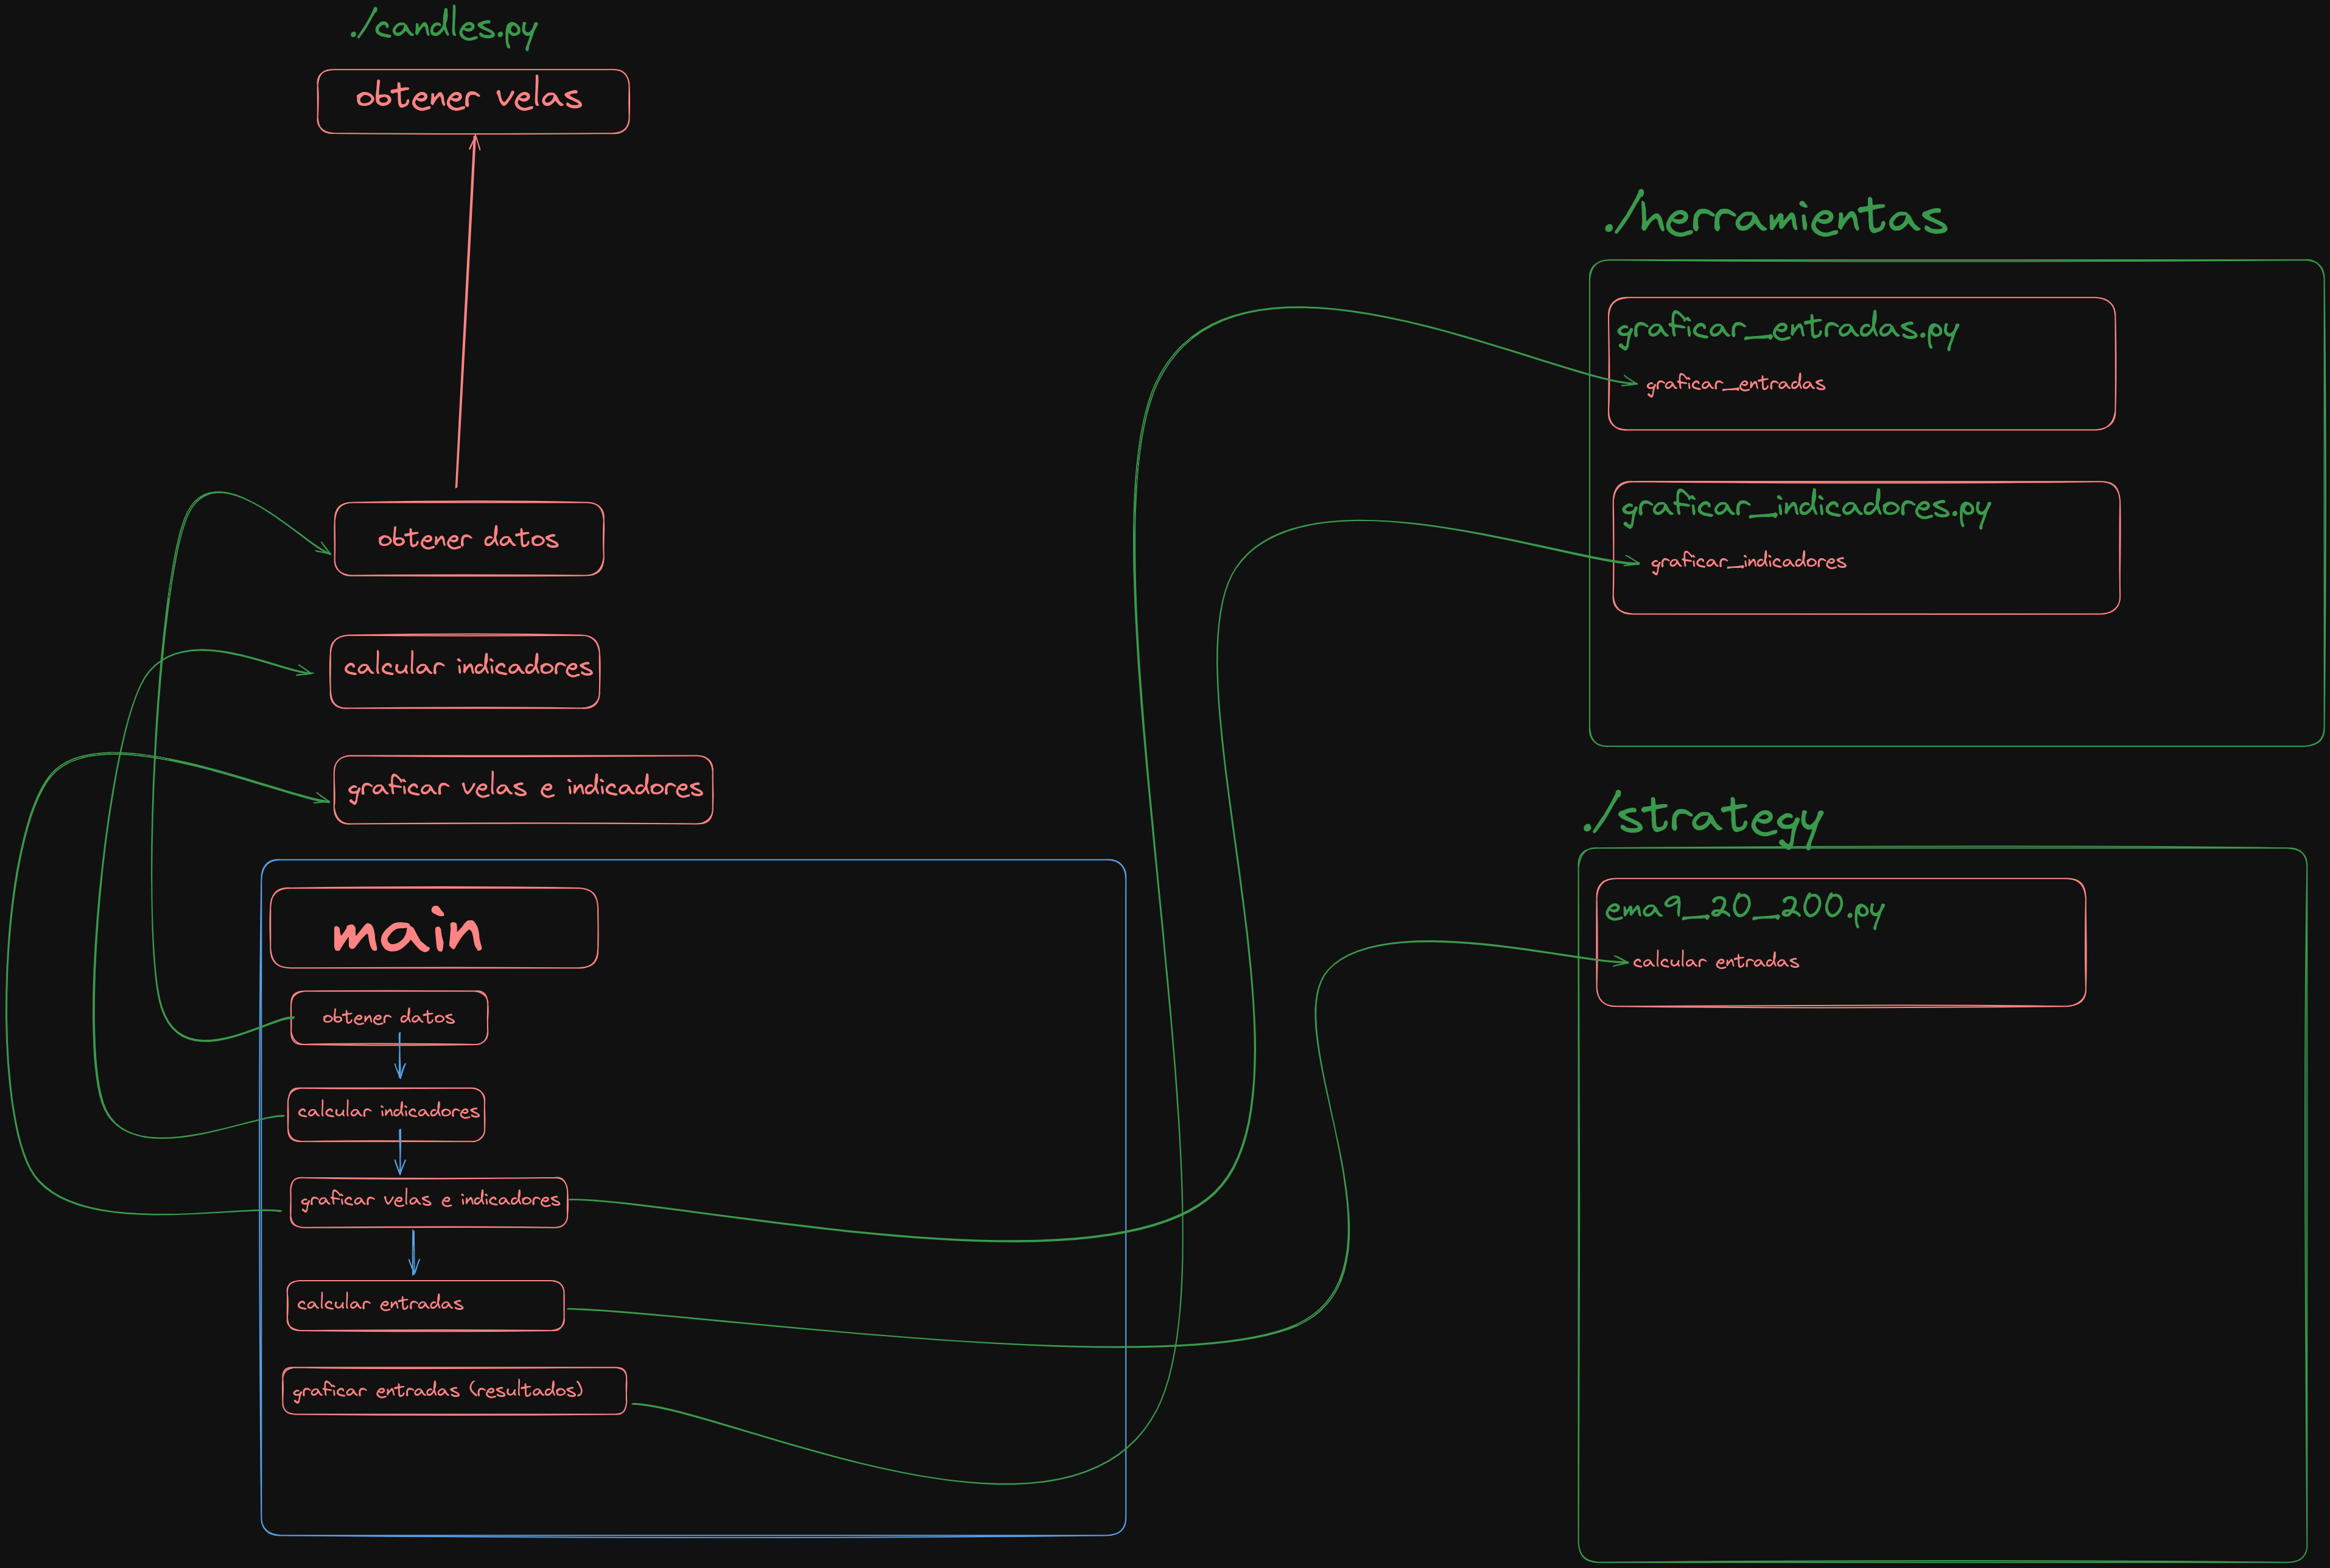 ./candles.py
obtener velas
obtener datos
calcular indicadores
graficar velas e indicadores
main
obtener datos
calcular indicadores
graficar velas e indicadores
calcular entradas
graficar entradas (resultados)
./herramientas
graficar_entradas.py
graficar_entradas
graficar_indicadores.py
graficar_indicadores
./strategy
ema9_20_200.py
calcular entradas